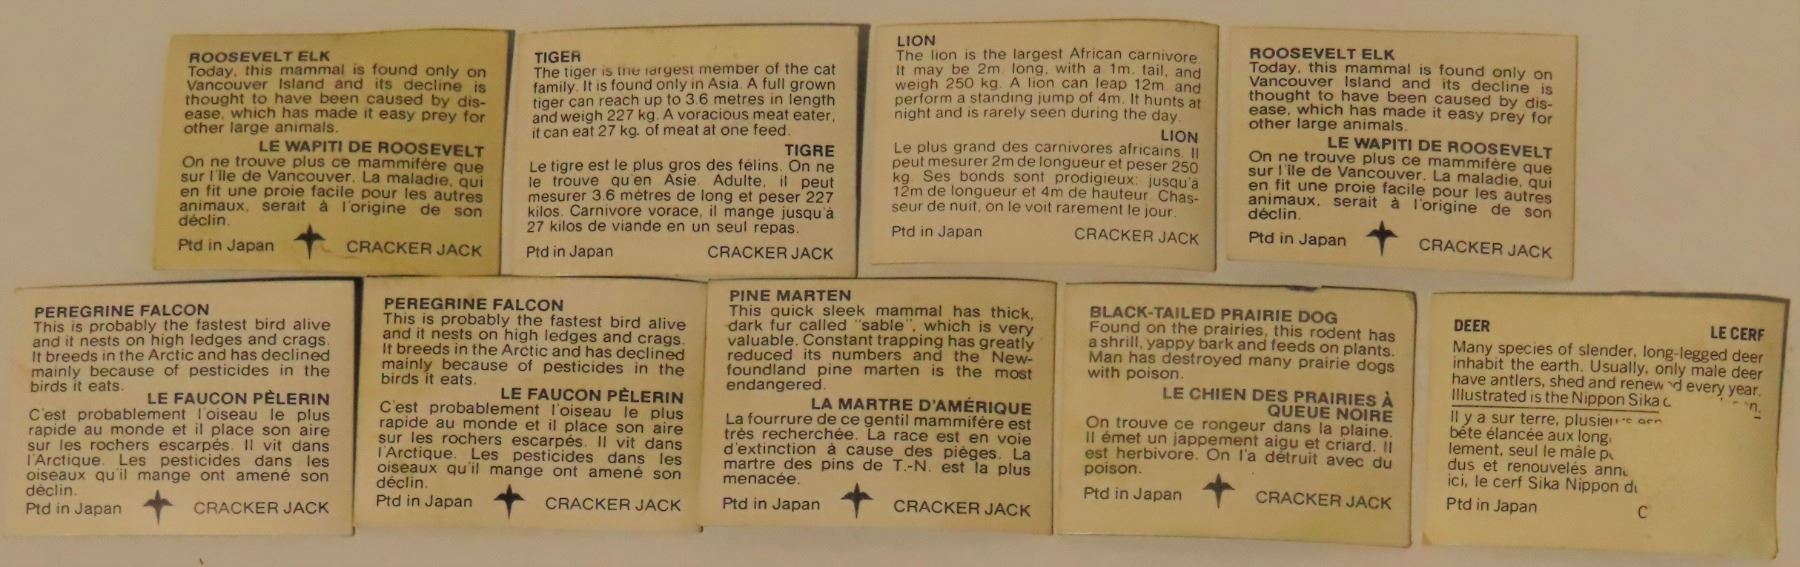 ROOSEVELT ELK
Today, this mammal is found only on
Vancouver Island and its decline is
thought to have been caused by dis-
ease, which has made it easy prey for
other large animals.
LE WAPITI DE ROOSEVELT
On ne trouve plus ce mammifère que
sur l'île de Vancouver. La maladie, qui
en fit une proie facile pour les autres
animaux, serait à l'origine de son
déclin.
Ptd in Japan CRACKER JACK
TIGER
The tiger is the largest member of the cat
family. It is found only in Asia. A full grown
tiger can reach up to 3.6 metres in length
and weigh 227 kg. A voracious meat eater,
it can eat 27 kg. of meat at one feed.
TIGRE
Le tigre est le plus gros des félins. On ne
le trouve qu'en Asie. Adulte, il peut
mesurer 3.6 mètres de long et peser 227
kilos. Carnivore vorace, il mange jusqu'à
27 kilos de viande en un seul repas.
Ptd in Japan CRACKER JACK
LION
The lion is the largest African carnivore.
It may be 2m. long, with a 1m. tail, and
weigh 250 kg. A lion can leap 12m. and
perform a standing jump of 4m. It hunts at
night and is rarely seen during the day.
LION
Le plus grand des carnivores africains. Il
peut mesurer 2m de longueur et peser 250
kg. Ses bonds sont prodigieux: jusqu'à
12m de longueur et 4m de hauteur. Chas-
seur de nuit, on le voit rarement le jour.
Ptd in Japan CRACKER JACK
ROOSEVELT ELK
Today, this mammal is found only on
Vancouver Island and its decline is
thought to have been caused by dis-
ease, which has made it easy prey for
other large animals.
LE WAPITI DE ROOSEVELT
On ne trouve plus ce mammifère que
sur l'île de Vancouver. La maladie, qui
en fit une proie facile pour les autres
animaux, serait à l'origine de son
déclin.
Ptd in Japan CRACKER JACK
PEREGRINE FALCON
This is probably the fastest bird alive
and it nests on high ledges and crags.
It breeds in the Arctic and has declined
mainly because of pesticides in the
birds it eats.
LE FAUCON PÈLERIN
C'est probablement l'oiseau le plus
rapide au monde et il place son aire
sur les rochers escarpés. Il vit dans
l'Arctique. Les pesticides dans les
oiseaux qu'il mange ont amené son
déclin.
Ptd in Japan CRACKER JACK
PEREGRINE FALCON
This is probably the fastest bird alive
and it nests on high ledges and crags.
It breeds in the Arctic and has declined
mainly because of pesticides in the
birds it eats.
LE FAUCON PÈLERIN
C'est probablement l'oiseau le plus
rapide au monde et il place son aire
sur les rochers escarpés. Il vit dans
l'Arctique. Les pesticides dans les
oiseaux qu'il mange ont amené son
déclin.
Ptd in Japan CRACKER JACK
PINE MARTEN
This quick sleek mammal has thick,
dark fur called "sable", which is very
valuable. Constant trapping has greatly
reduced its numbers and the New-
foundland pine marten is the most
endangered.
LA MARTRE D'AMÉRIQUE
La fourrure de ce gentil mammifère est
très recherchée. La race est en voie
d'extinction à cause des pièges. La
martre des pins de T.-N. est la plus
menacée.
Ptd in Japan CRACKER JACK
BLACK-TAILED PRAIRIE DOG
Found on the prairies, this rodent has
a shrill, yappy bark and feeds on plants.
Man has destroyed many prairie dogs
with poison.
LE CHIEN DES PRAIRIES À
QUEUE NOIRE
On trouve ce rongeur dans la plaine.
Il émet un jappement aigu et criard. Il
est herbivore. On l'a détruit avec du
poison.
Ptd in Japan CRACKER JACK
DEER LE CERF
Many species of slender, long-legged deer
inhabit the earth. Usually, only male deer
have antlers, shed and renewed every year.
Illustrated is the Nippon Sika
Il y a sur terre,
bête élancée aux
lement, seul le mâle
dus et renouvelés
ici, le cerf Sika Nippon
Ptd in Japan C